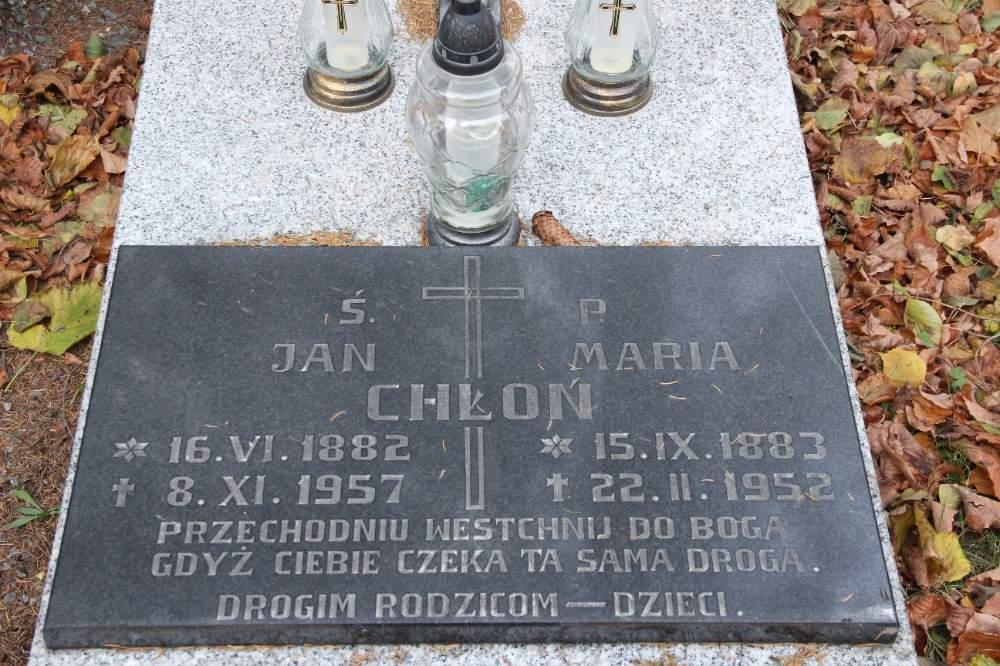 Ś. P
JAN MARIA
CHŁOŃ
16.VI.1882 15.IX.1883
8.XI.1957 22.II.1952
PRZECHODNIU WESTCHNIJ DO BOGA
GDYŻ CIEBIE CZEKA TA SAMA DROGA.
DROGIM RODZICOM — DZIECI.